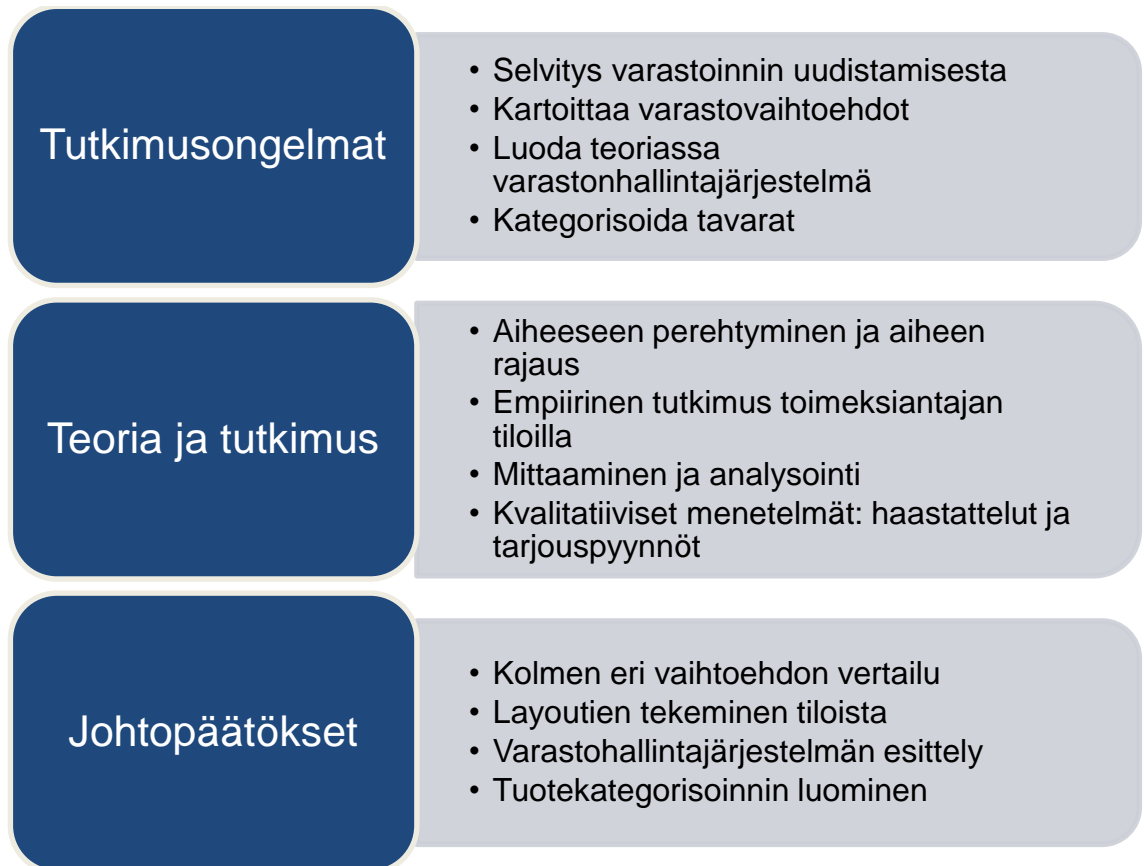 Tutkimusongelmat
• Selvitys varastoinnin uudistamisesta
• Kartoittaa varastovaihtoehdot
• Luoda teoriassa
varastonhallintajärjestelmä
• Kategorisoida tavarat
Teoria ja tutkimus
• Aiheeseen perehtyminen ja aiheen
rajaus
• Empiirinen tutkimus toimeksiantajan
tiloilla
• Mittaaminen ja analysointi
• Kvalitatiiviset menetelmät: haastattelut ja
tarjouspyynnöt
Johtopäätökset
• Kolmen eri vaihtoehdon vertailu
• Layoutien tekeminen tiloista
• Varastohallintajärjestelmän esittely
• Tuotekategorisoinnin luominen